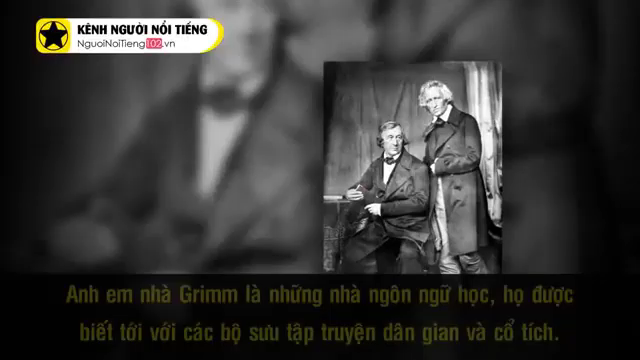 KÊNH NGƯỜI NỔI TIẾNG
NguoiNoiTieng102.vn
Anh em nhà Grimm là những nhà ngôn ngữ học, họ được
biết tới với các bộ sưu tập truyện dân gian và cổ tích.